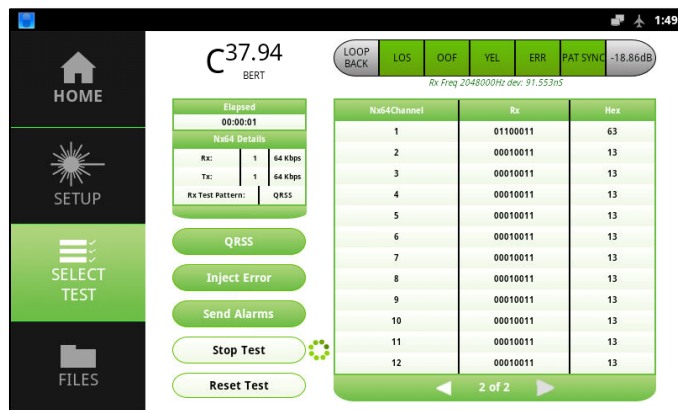 1:49
HOME
SETUP
SELECT
TEST
FILES
C37.94
BERT
LOOP
BACK
LOS
OOF
YEL
ERR
PAT SYNC
-18.86dB)
Rx Freq 2048000Hz dev: 91.553nS
Elapsed
00:00:01
Nx64 Details
Rx: 1 64 Kbps
Tx: 1 64 Kbps
Rx Test Pattern: QRSS
QRSS
Inject Error
Send Alarms
Stop Test
Reset Test
Nx64Channel Rx Hex
1 01100011 63
2 00010011 13
3 00010011 13
4 00010011 13
5 00010011 13
6 00010011 13
7 00010011 13
8 00010011 13
9 00010011 13
10 00010011 13
11 00010011 13
12 00010011 13
2 of 2